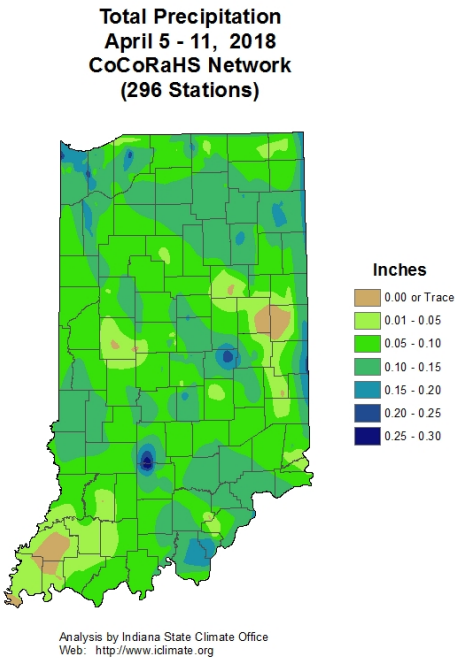 Total Precipitation
April 5 - 11, 2018
CoCoRaHS Network
(296 Stations)
Inches
0.00 or Trace
0.01 - 0.05
0.05 - 0.10
0.10 - 0.15
0.15 - 0.20
0.20 - 0.25
0.25 - 0.30
Analysis by Indiana State Climate Office
Web: http://www.iclimate.org